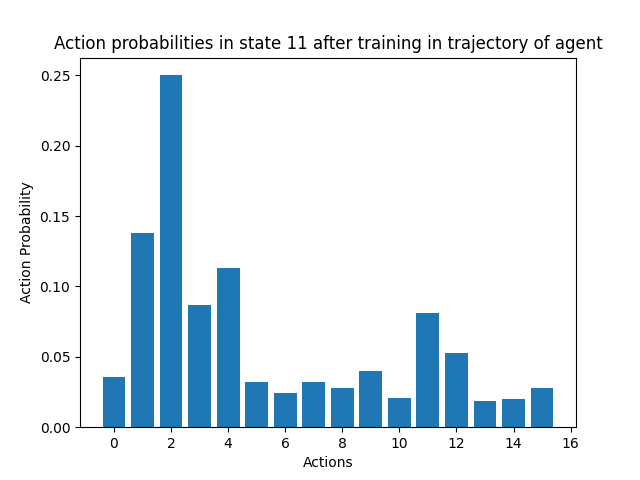 Action probabilities in state 11 after training in trajectory of agent
0.25
0.20
0.15
0.10
0.05
0.00
Action Probability
0 2 4 6 8 10 12 14 16
Actions